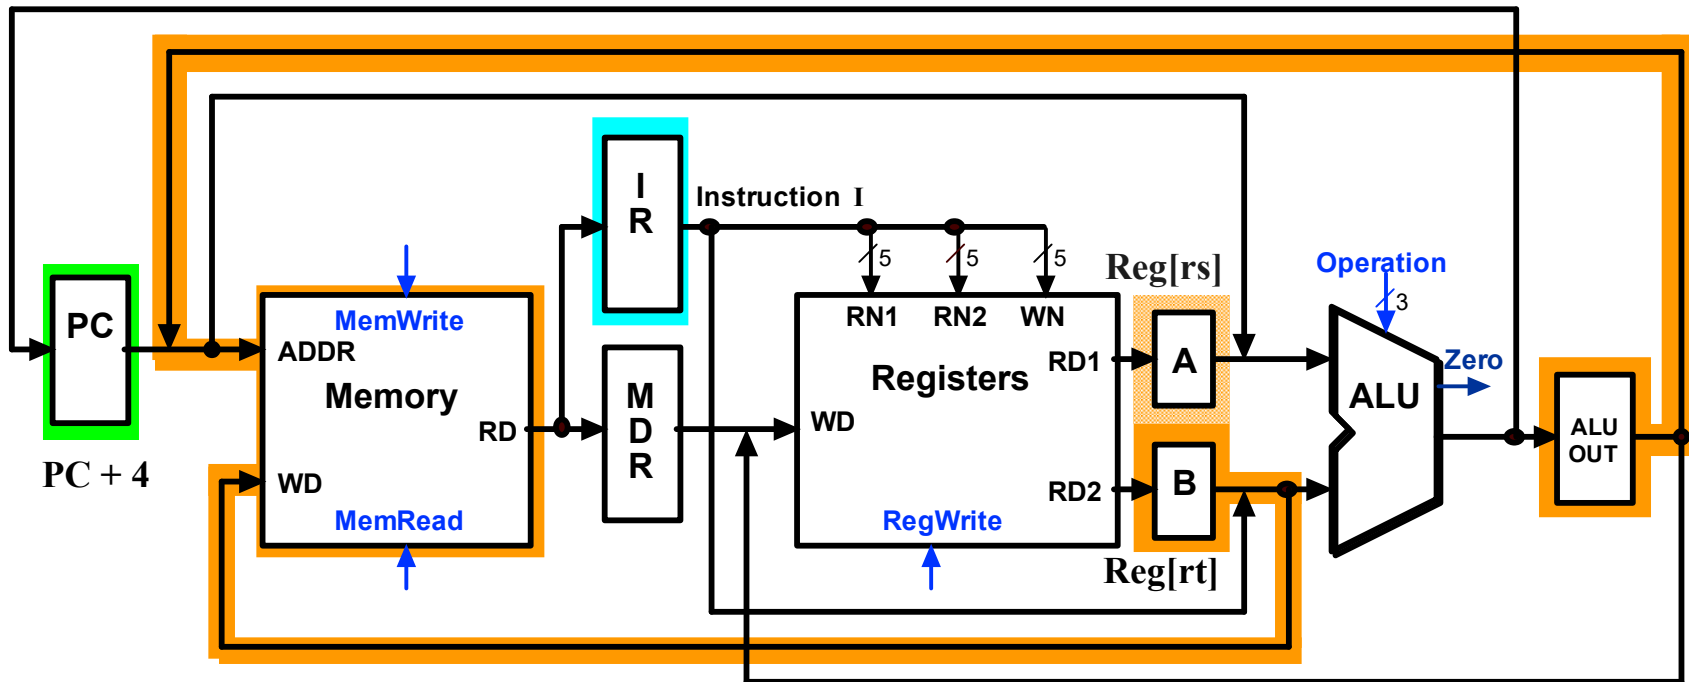 PC
PC + 4
MemWrite
ADDR
Memory
RD
WD
MemRead
I
R
Instruction I
M
D
R
5
5
5
RN1
RN2
WN
RD1
Registers
WD
RD2
RegWrite
Reg[rs]
A
B
Reg[rt]
Operation
3
Zero
ALU
ALU
OUT